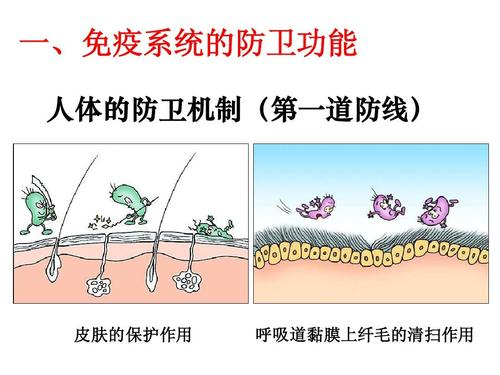 一、免疫系统的防卫功能
人体的防卫机制（第一道防线）
皮肤的保护作用
呼吸道黏膜上纤毛的清扫作用